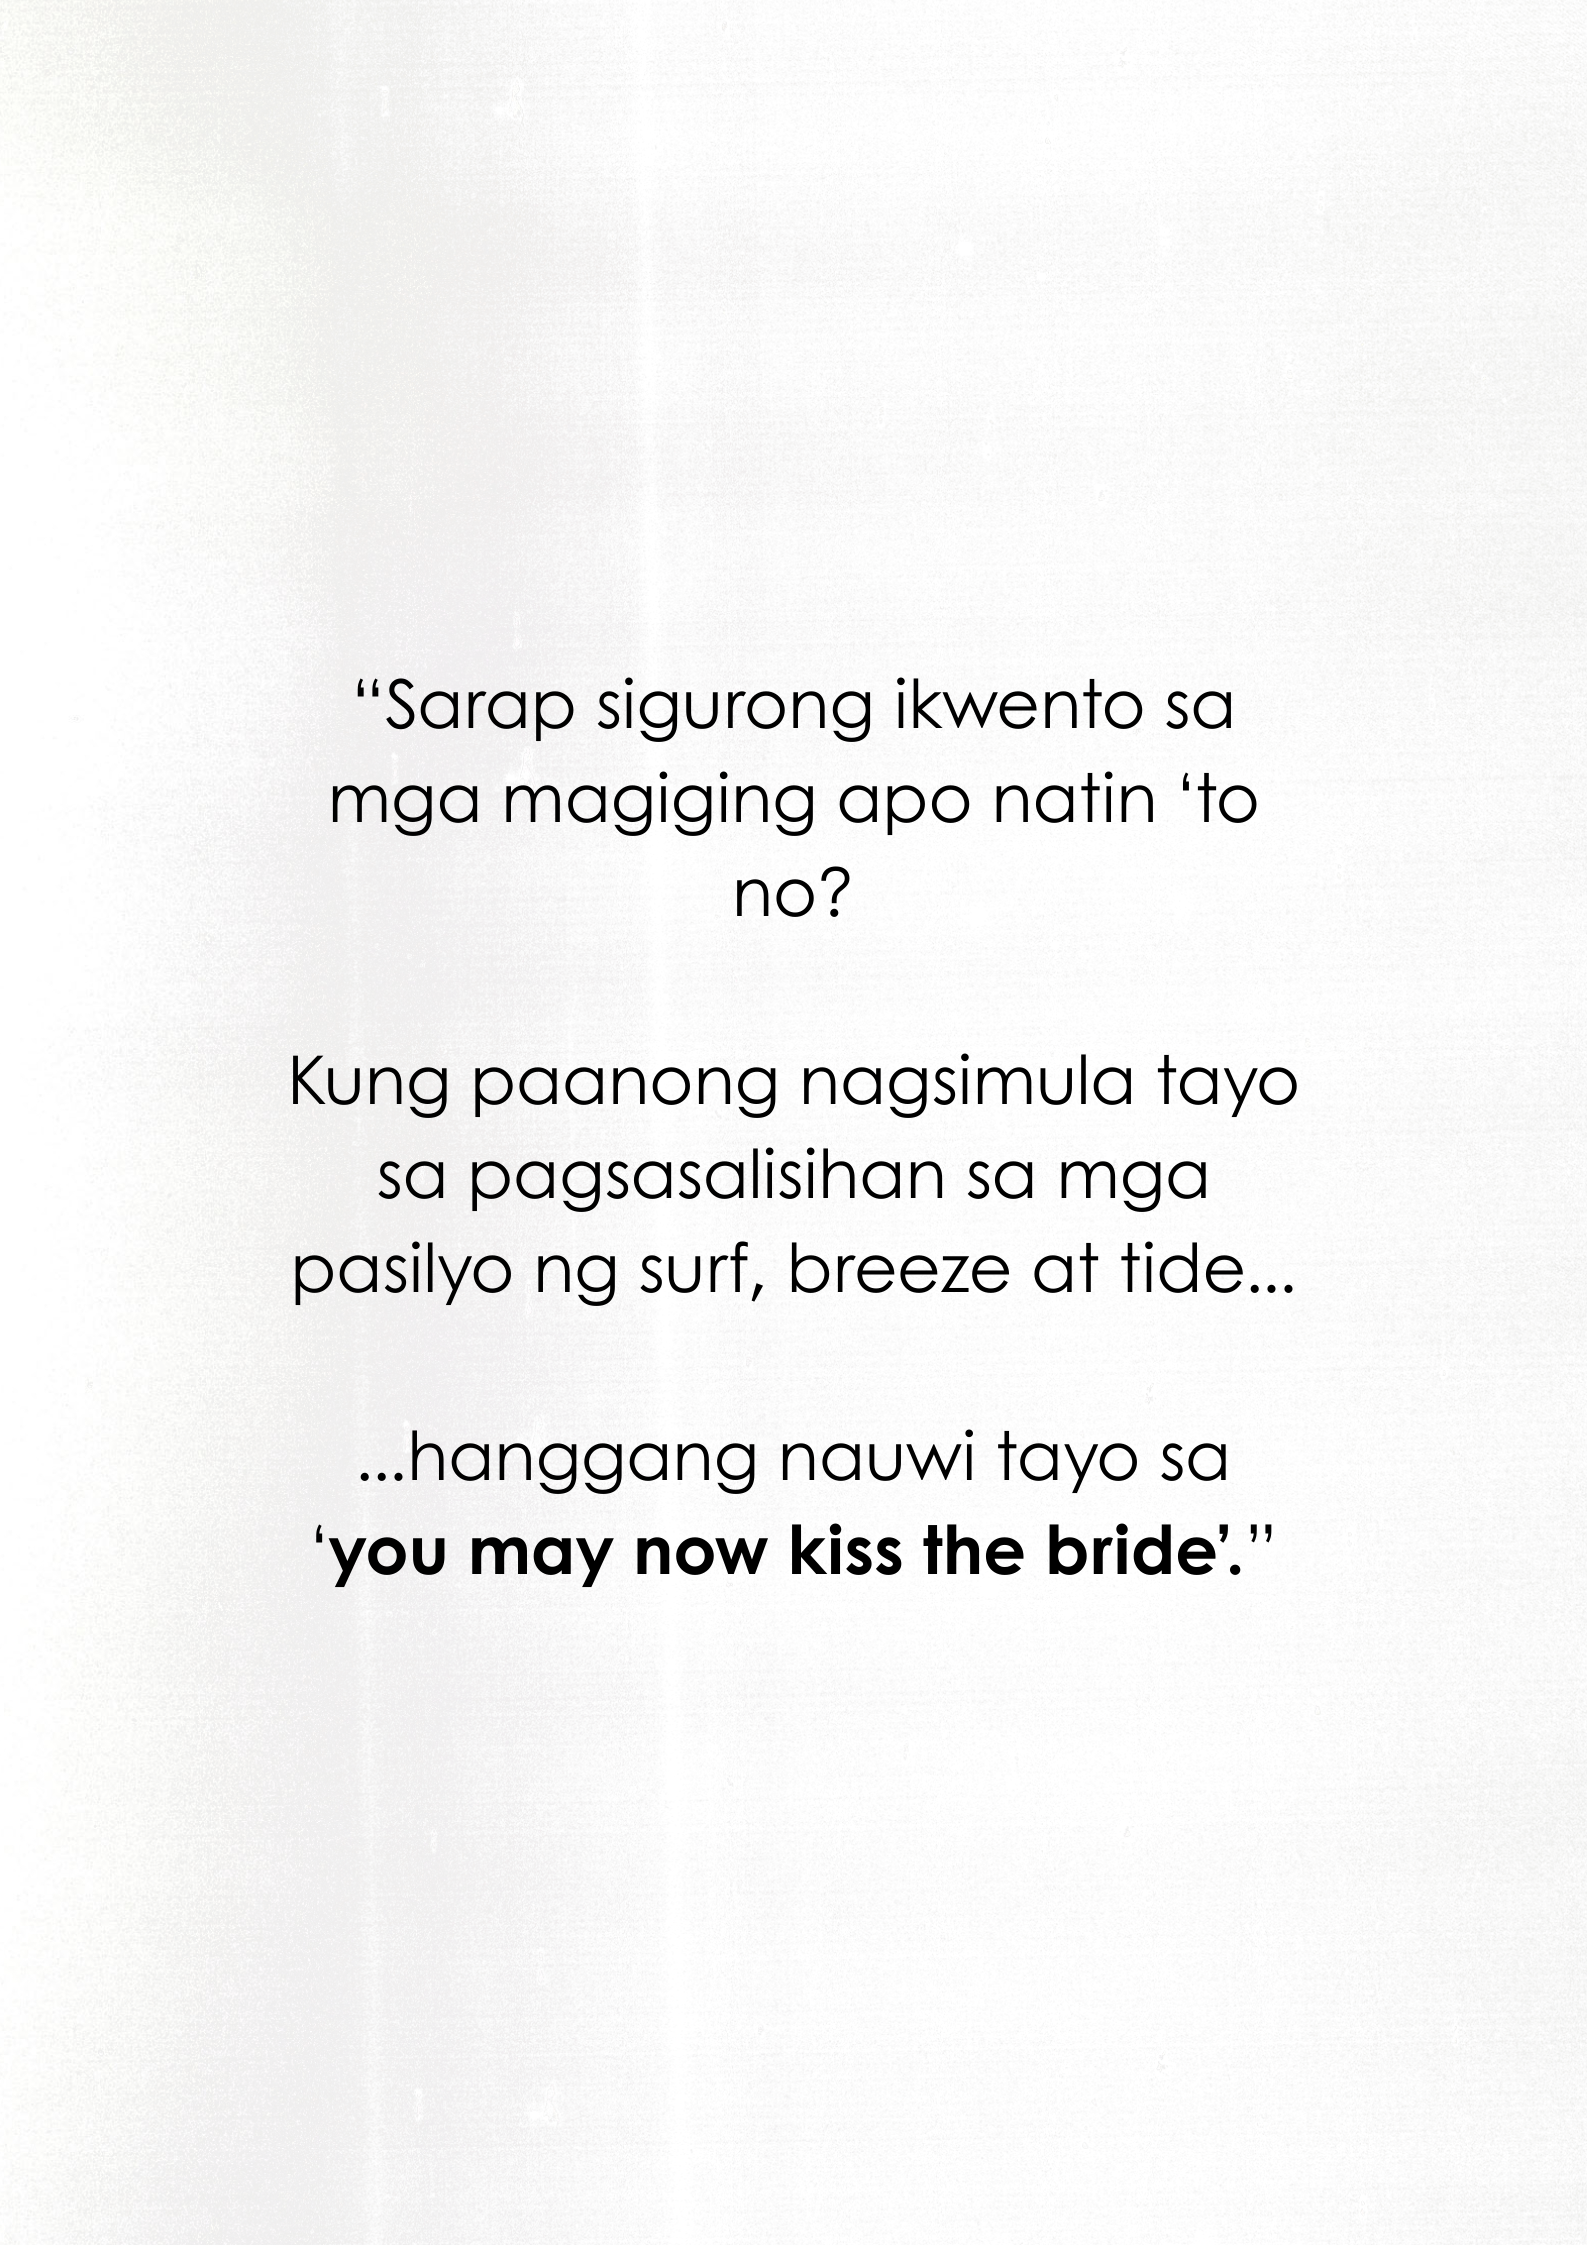 “Sarap sigurong ikwento sa
mga magiging apo natin ‘to
no?
Kung paanong nagsimula tayo
sa pagsasalisihan sa mga
pasilyo ng surf, breeze at tide...
...hanggang nauwi tayo sa
‘you may now kiss the bride’.”